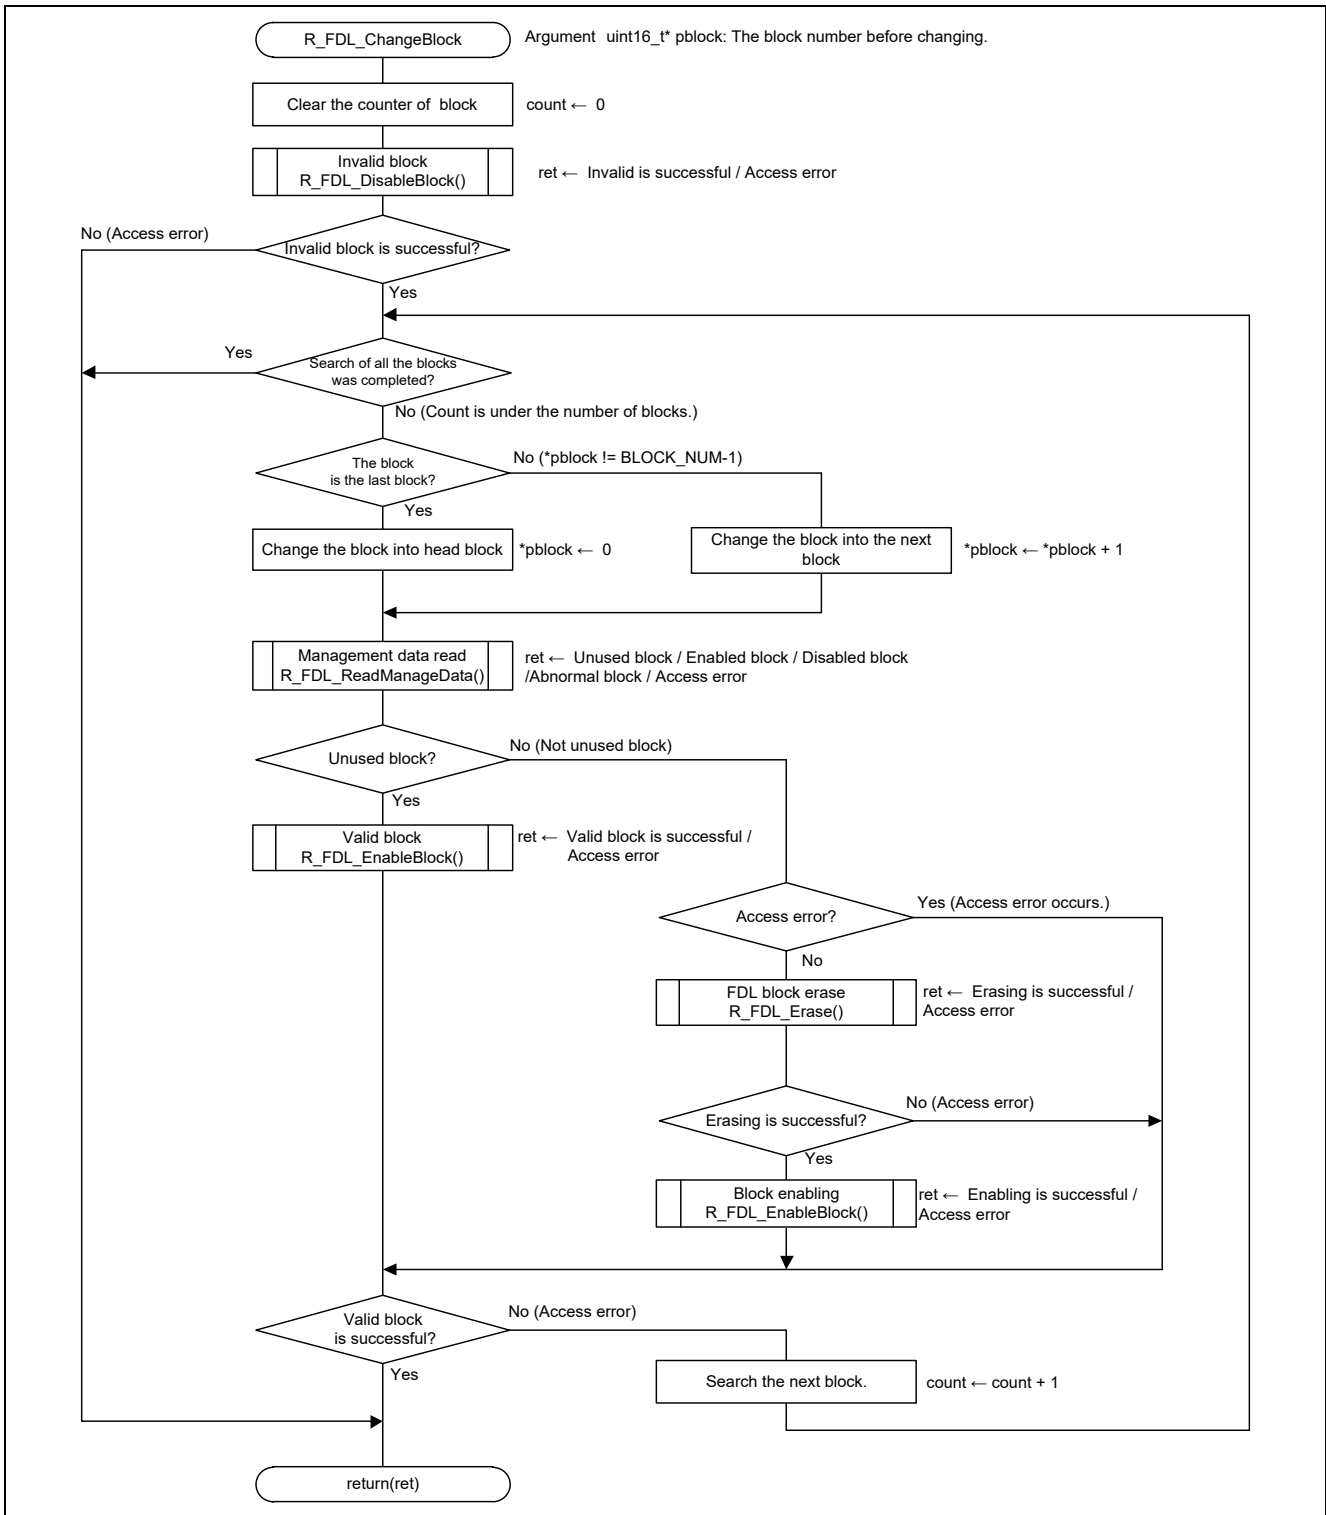 R_FDL_ChangeBlock
Argument uint16_t* pblock: The block number before changing.
Clear the counter of block
count ← 0
Invalid block
R_FDL_DisableBlock()
ret ← Invalid is successful / Access error
No (Access error)
Invalid block is successful?
Yes
Yes
Search of all the blocks
was completed?
No (Count is under the number of blocks.)
The block
is the last block?
No (*pblock != BLOCK_NUM-1)
Yes
Change the block into head block
*pblock ← 0
Change the block into the next
block
*pblock ← *pblock + 1
Management data read
R_FDL_ReadManageData()
ret ← Unused block / Enabled block / Disabled block
/Abnormal block / Access error
Unused block?
No (Not unused block)
Yes
Valid block
R_FDL_EnableBlock()
ret ← Valid block is successful /
Access error
Access error?
Yes (Access error occurs.)
No
FDL block erase
R_FDL_Erase()
ret ← Erasing is successful /
Access error
Erasing is successful?
No (Access error)
Yes
Block enabling
R_FDL_EnableBlock()
ret ← Enabling is successful /
Access error
Valid block
is successful?
No (Access error)
Yes
Search the next block.
count ← count + 1
return(ret)